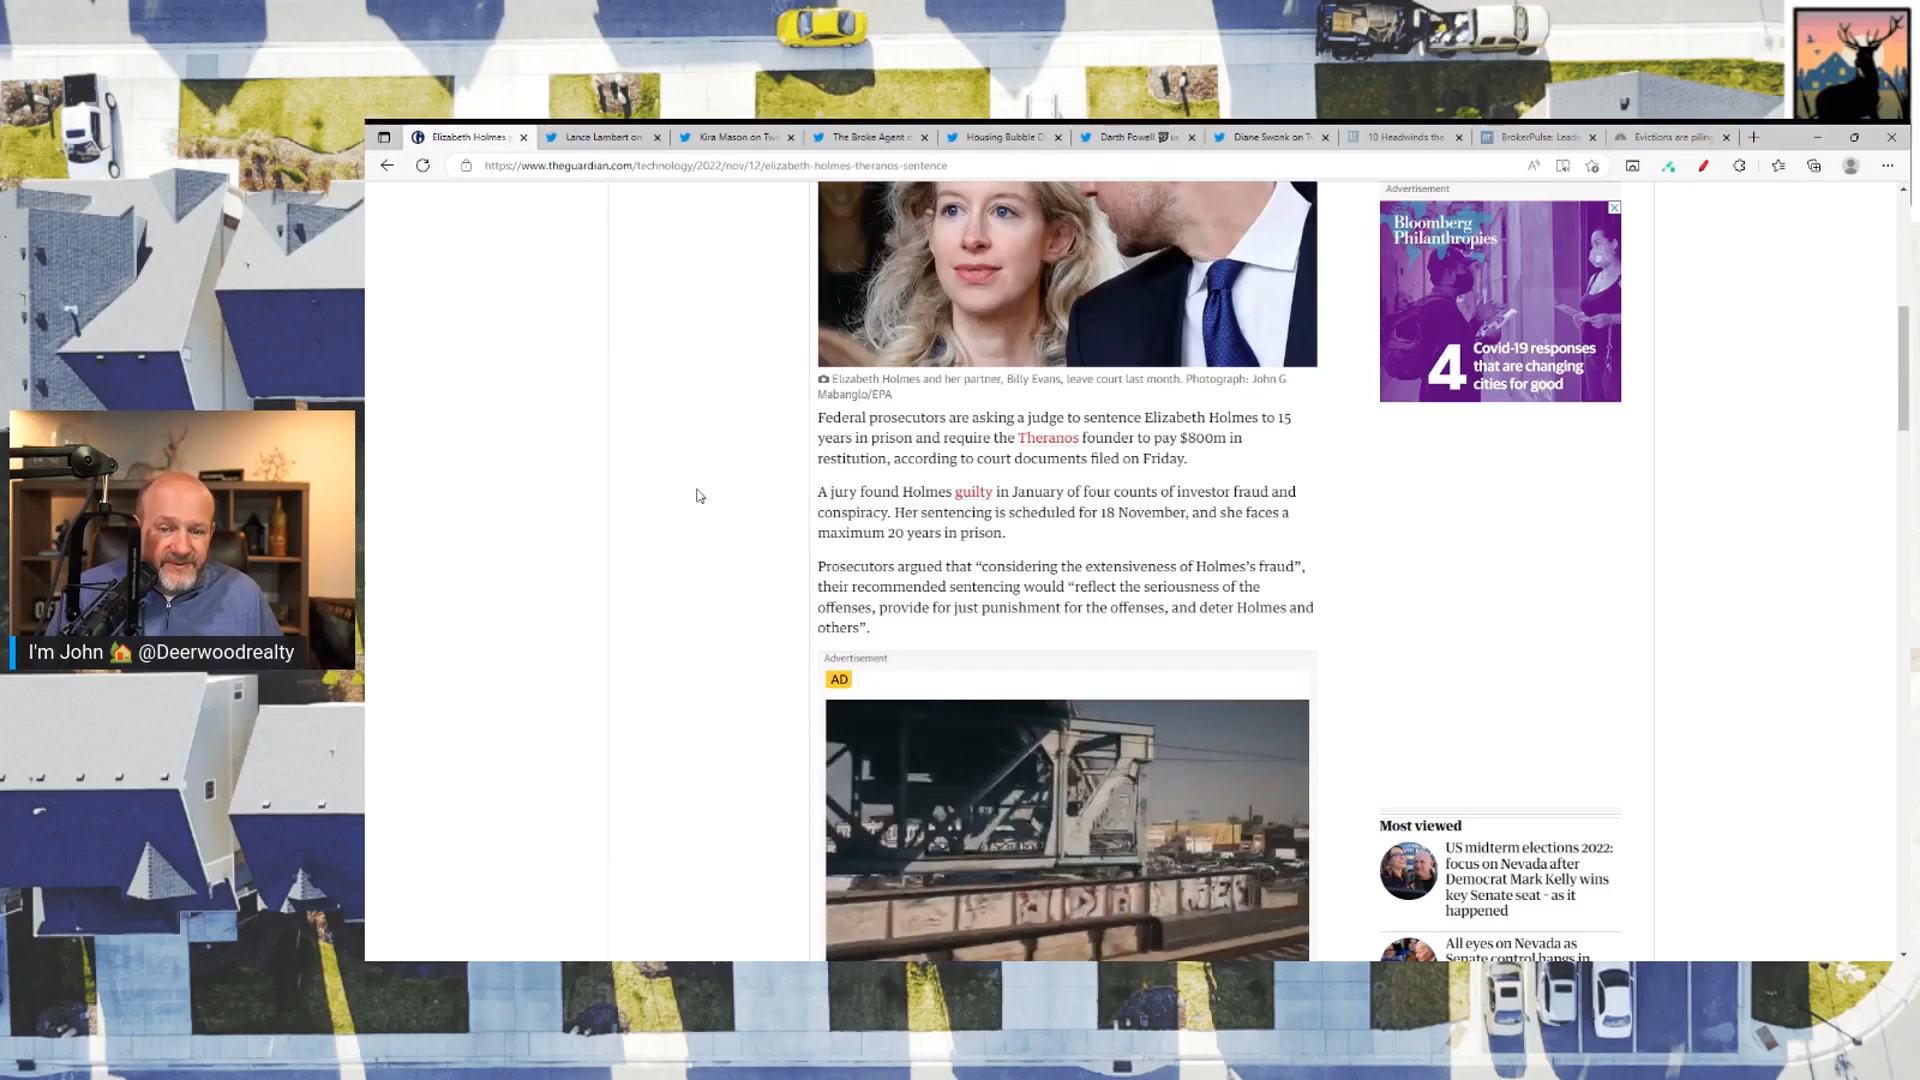 Elizabeth Holmes
Lance Lambert on
Kira Mason on Tw
The Broke Agent o
Housing Bubble D
Darth Powell
Diane Swonk on Tw
10 Headwinds the
BrokerPulse: Leadi
Evictions are piling
https://www.theguardian.com/technology/2022/nov/12/elizabeth-holmes-theranos-sentence
Advertisement
Bloomberg
Philanthropies
4 Covid-19 responses
that are changing
cities for good
Elizabeth Holmes and her partner, Billy Evans, leave court last month. Photograph: John G
Mabanglo/EPA
Federal prosecutors are asking a judge to sentence Elizabeth Holmes to 15
years in prison and require the Theranos founder to pay $800m in
restitution, according to court documents filed on Friday.
A jury found Holmes guilty in January of four counts of investor fraud and
conspiracy. Her sentencing is scheduled for 18 November, and she faces a
maximum 20 years in prison.
Prosecutors argued that “considering the extensiveness of Holmes’s fraud”,
their recommended sentencing would “reflect the seriousness of the
offenses, provide for just punishment for the offenses, and deter Holmes and
others”.
I'm John 🏡 @Deerwoodrealty
Advertisement
AD
Most viewed
US midterm elections 2022:
focus on Nevada after
Democrat Mark Kelly wins
key Senate seat – as it
happened
All eyes on Nevada as
Senate control hangs in